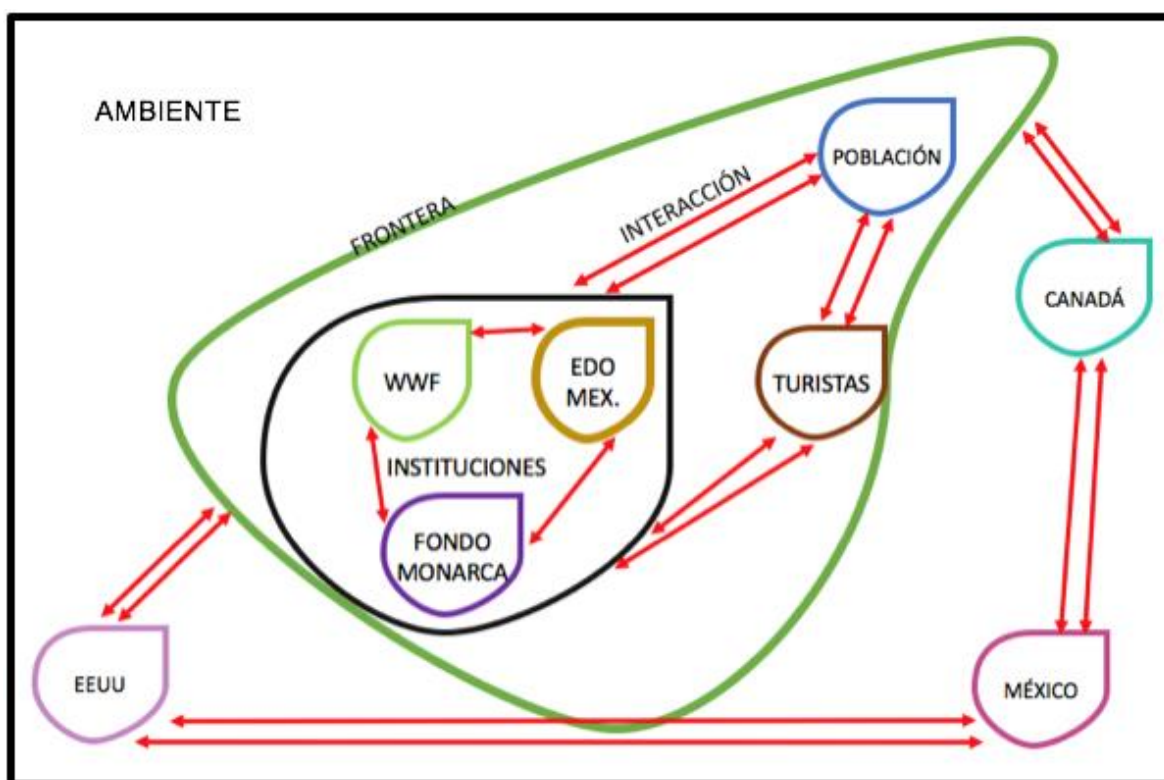 AMBIENTE
POBLACIÓN
INTERACCIÓN
FRONTERA
CANADÁ
WWF
EDO
MEX.
TURISTAS
INSTITUCIONES
FONDO
MONARCA
EEUU
MÉXICO